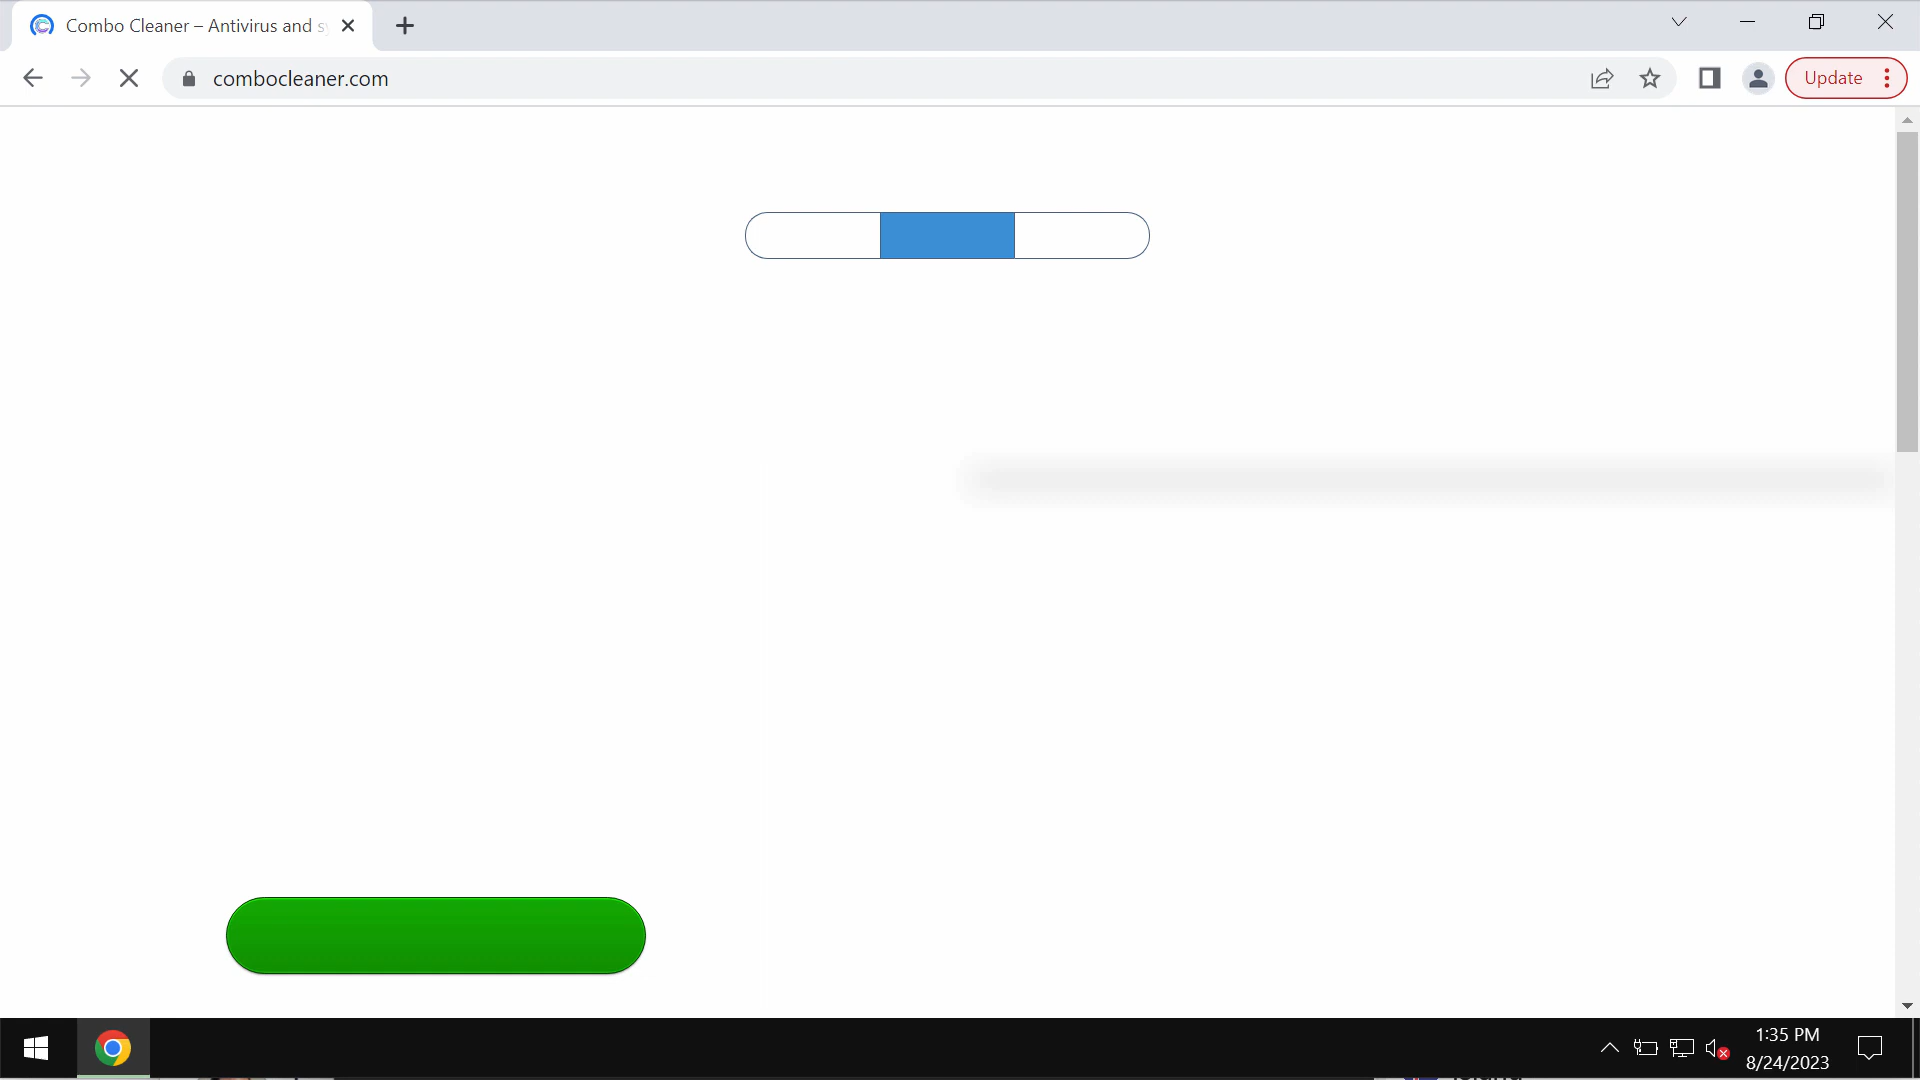 Combo Cleaner – Antivirus and s
combocleaner.com
Update
1:35 PM
8/24/2023